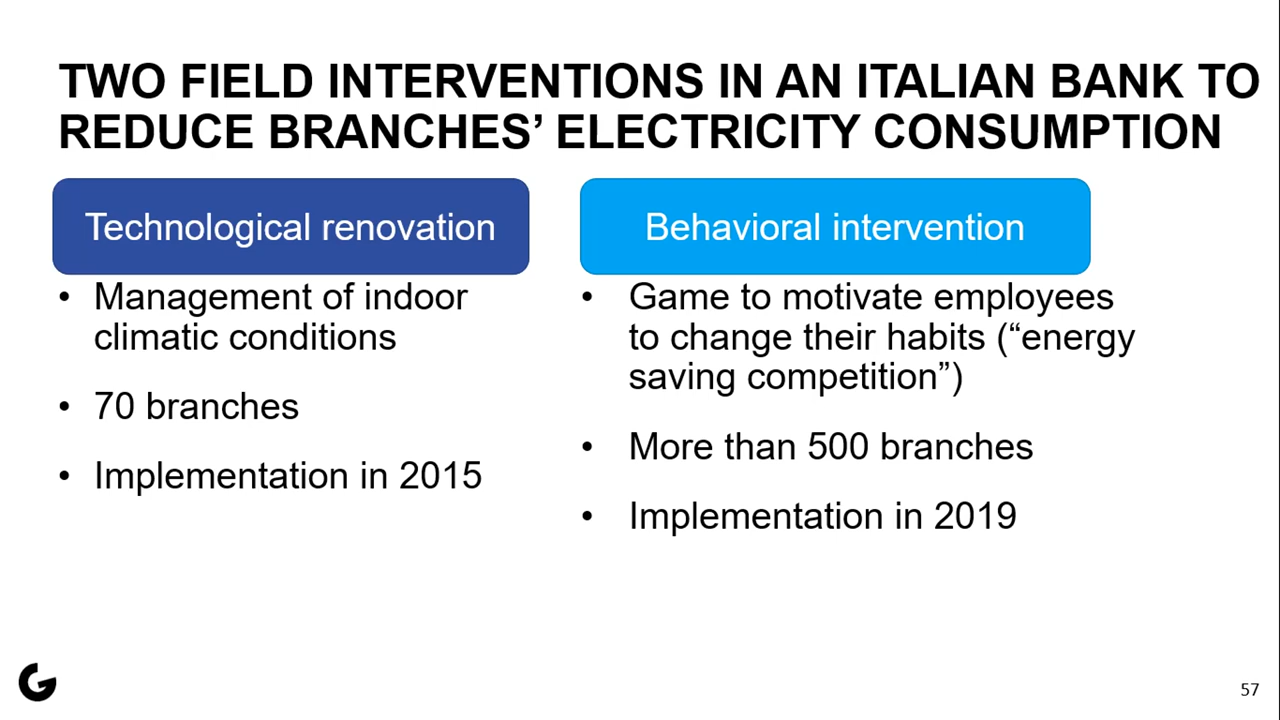 TWO FIELD INTERVENTIONS IN AN ITALIAN BANK TO
REDUCE BRANCHES’ ELECTRICITY CONSUMPTION
Technological renovation
• Management of indoor
climatic conditions
• 70 branches
• Implementation in 2015
Behavioral intervention
• Game to motivate employees
to change their habits (“energy
saving competition”)
• More than 500 branches
• Implementation in 2019
57